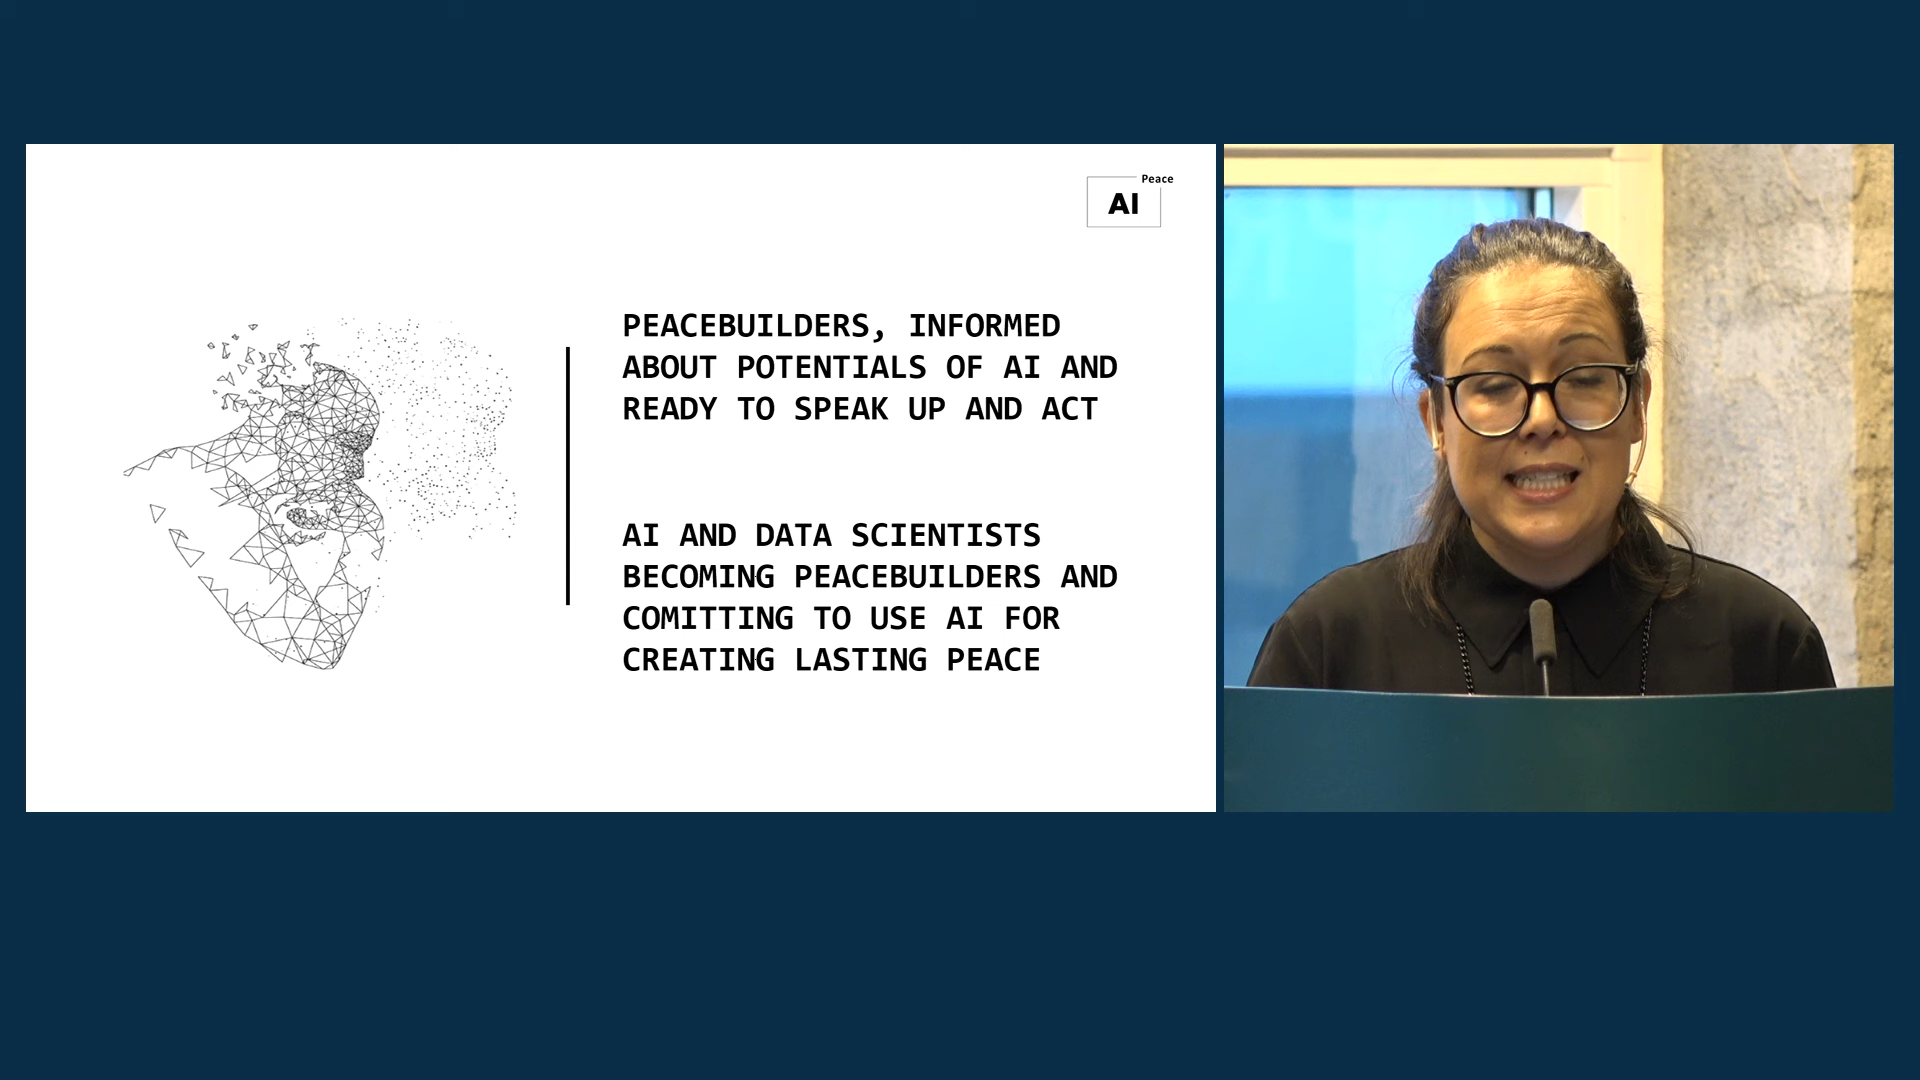 Peace
AI
PEACEBUILDERS, INFORMED
ABOUT POTENTIALS OF AI AND
READY TO SPEAK UP AND ACT
AI AND DATA SCIENTISTS
BECOMING PEACEBUILDERS AND
COMITTING TO USE AI FOR
CREATING LASTING PEACE